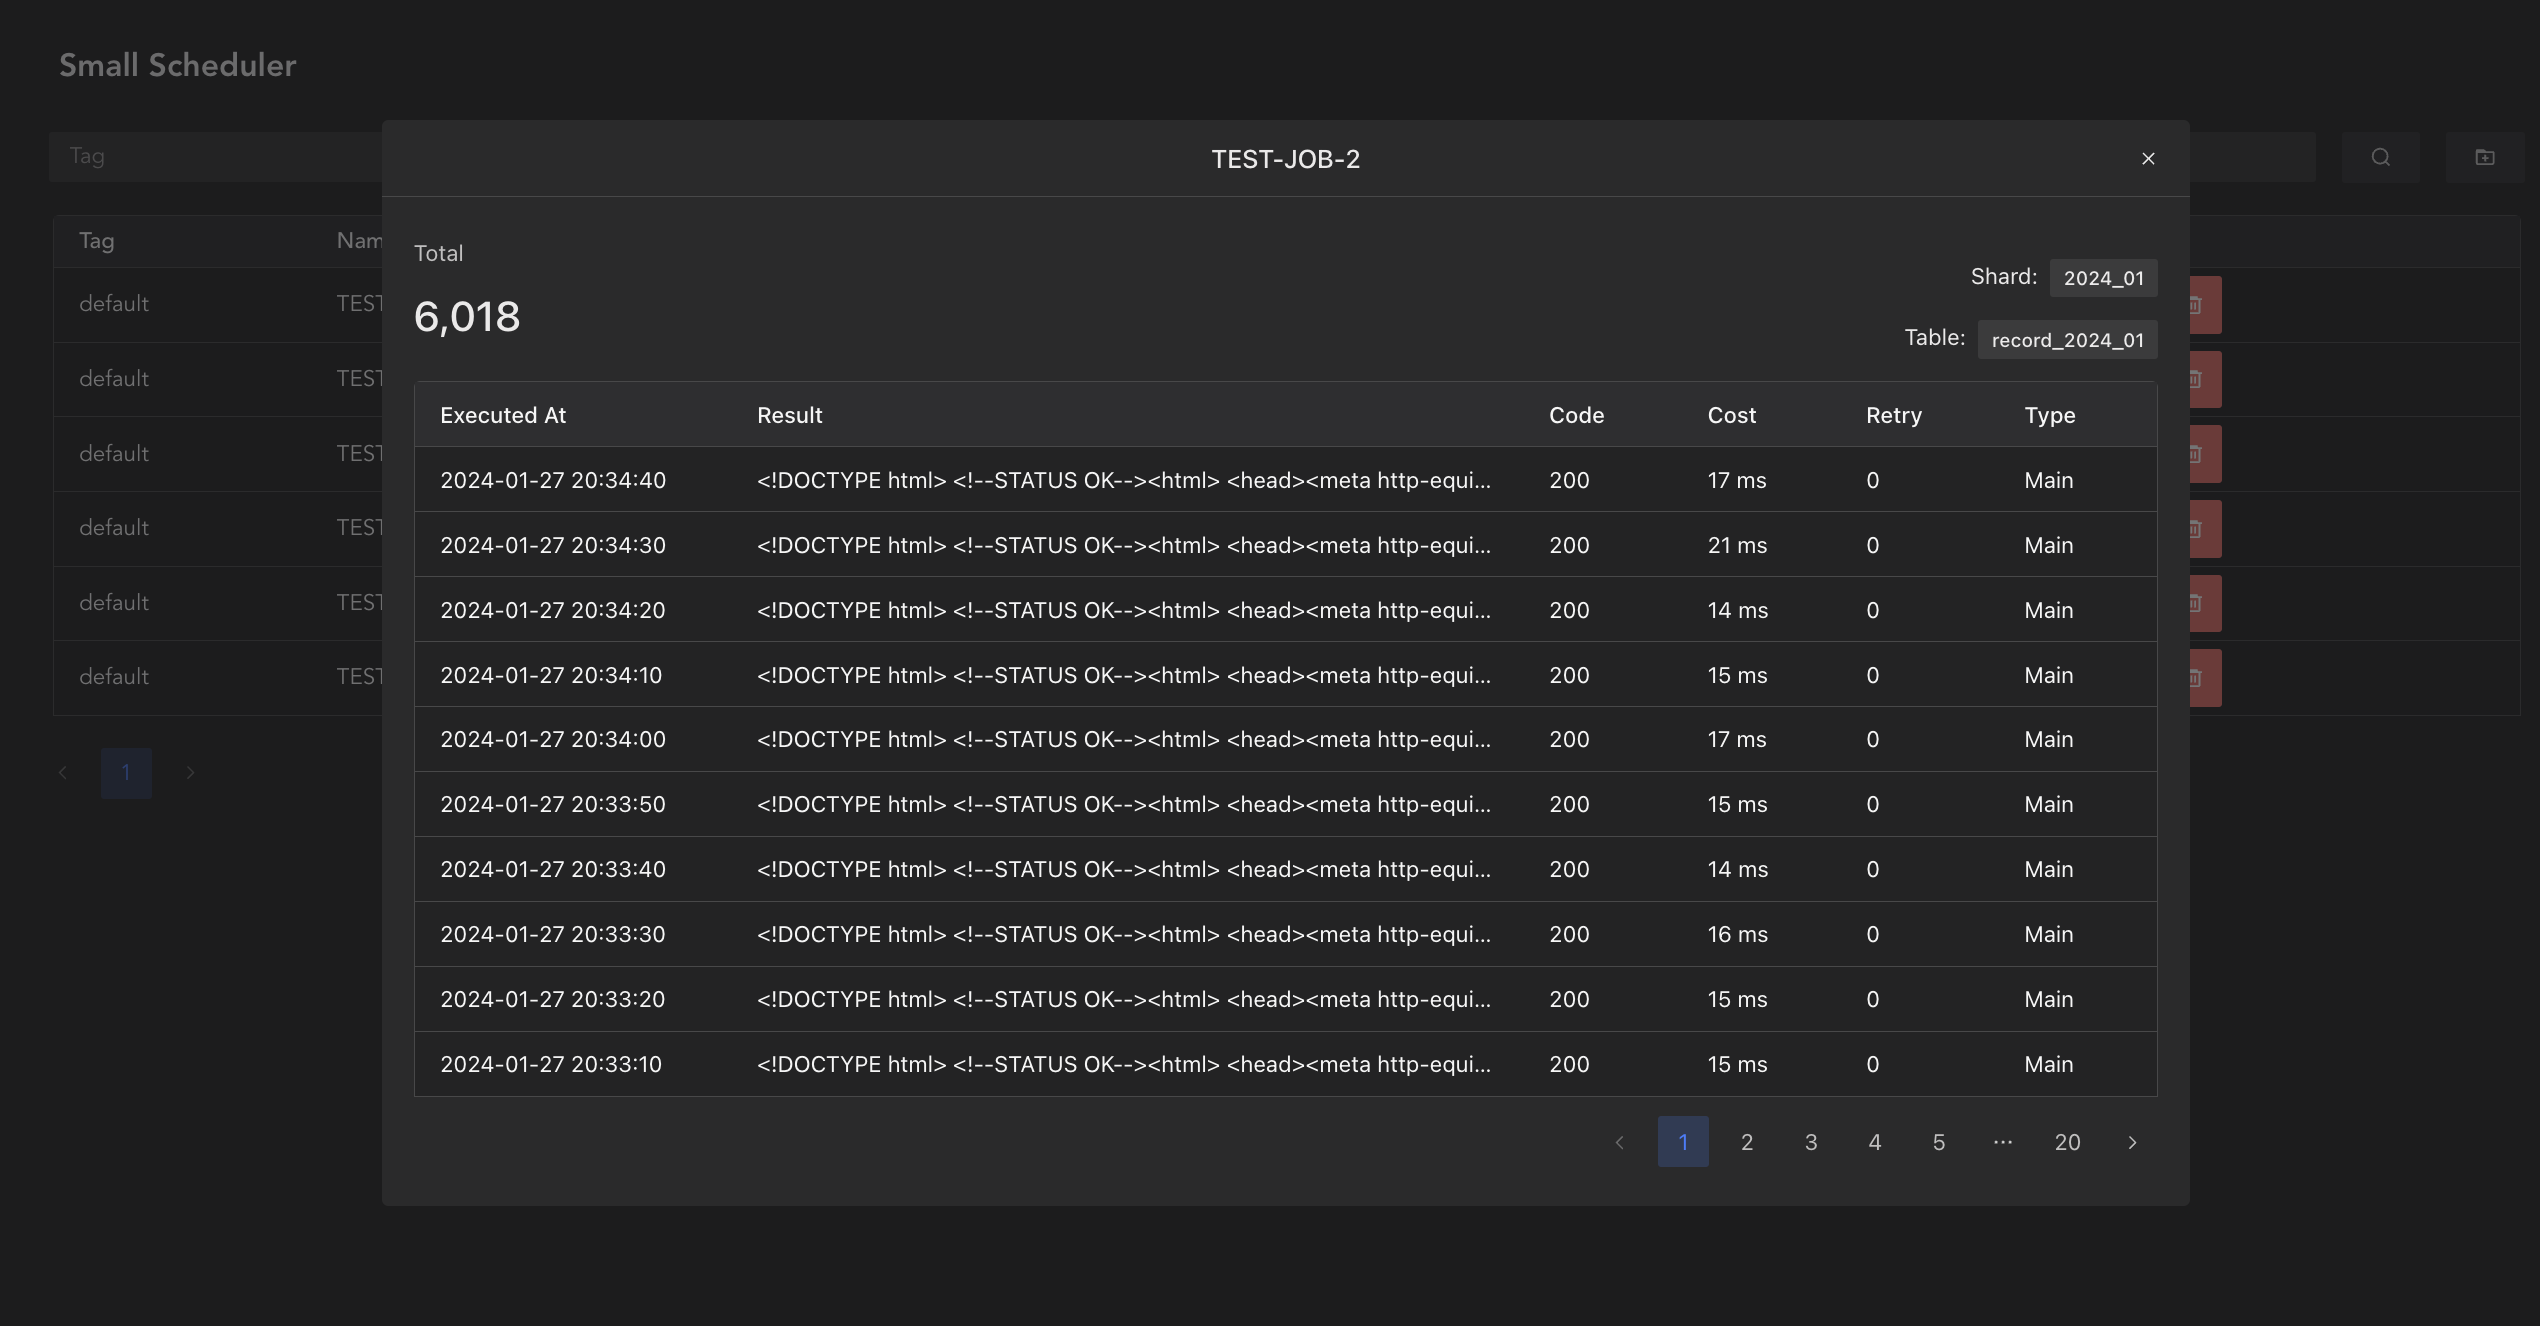 Small Scheduler
Tag
TEST-JOB-2
Tag Nam
default TEST
default TEST
default TEST
default TEST
default TEST
default TEST
1
Total
6,018
Shard: 2024_01
Table: record_2024_01
Executed At Result Code Cost Retry Type
2024-01-27 20:34:40 <!DOCTYPE html> <!--STATUS OK--><html> <head><meta http-equi... 200 17 ms 0 Main
2024-01-27 20:34:30 <!DOCTYPE html> <!--STATUS OK--><html> <head><meta http-equi... 200 21 ms 0 Main
2024-01-27 20:34:20 <!DOCTYPE html> <!--STATUS OK--><html> <head><meta http-equi... 200 14 ms 0 Main
2024-01-27 20:34:10 <!DOCTYPE html> <!--STATUS OK--><html> <head><meta http-equi... 200 15 ms 0 Main
2024-01-27 20:34:00 <!DOCTYPE html> <!--STATUS OK--><html> <head><meta http-equi... 200 17 ms 0 Main
2024-01-27 20:33:50 <!DOCTYPE html> <!--STATUS OK--><html> <head><meta http-equi... 200 15 ms 0 Main
2024-01-27 20:33:40 <!DOCTYPE html> <!--STATUS OK--><html> <head><meta http-equi... 200 14 ms 0 Main
2024-01-27 20:33:30 <!DOCTYPE html> <!--STATUS OK--><html> <head><meta http-equi... 200 16 ms 0 Main
2024-01-27 20:33:20 <!DOCTYPE html> <!--STATUS OK--><html> <head><meta http-equi... 200 15 ms 0 Main
2024-01-27 20:33:10 <!DOCTYPE html> <!--STATUS OK--><html> <head><meta http-equi... 200 15 ms 0 Main
1 2 3 4 5 ··· 20